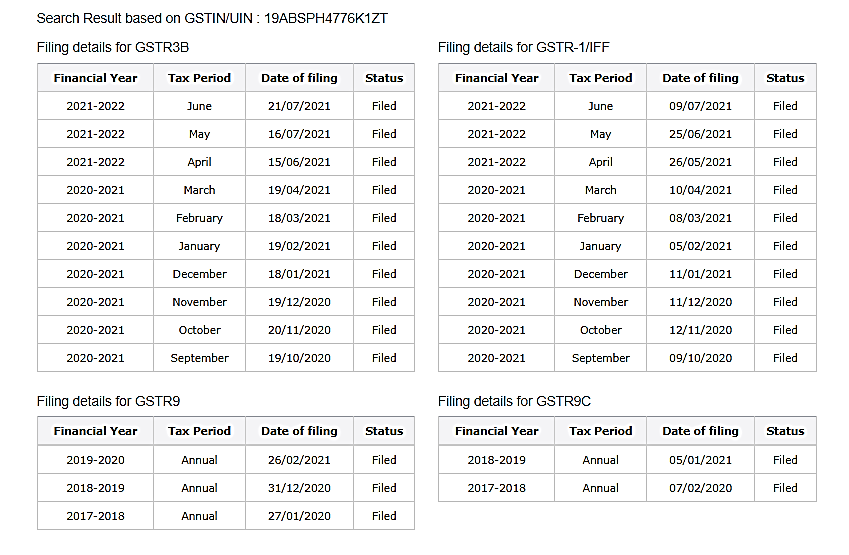 Search Result based on GSTIN/UIN : 19ABSPH4776K1ZT
Filing details for GSTR3B
Financial Year Tax Period Date of filing Status
2021-2022 June 21/07/2021 Filed
2021-2022 May 16/07/2021 Filed
2021-2022 April 15/06/2021 Filed
2020-2021 March 19/04/2021 Filed
2020-2021 February 18/03/2021 Filed
2020-2021 January 19/02/2021 Filed
2020-2021 December 18/01/2021 Filed
2020-2021 November 19/12/2020 Filed
2020-2021 October 20/11/2020 Filed
2020-2021 September 19/10/2020 Filed
Filing details for GSTR-1/IFF
Financial Year Tax Period Date of filing Status
2021-2022 June 09/07/2021 Filed
2021-2022 May 25/06/2021 Filed
2021-2022 April 26/05/2021 Filed
2020-2021 March 10/04/2021 Filed
2020-2021 February 08/03/2021 Filed
2020-2021 January 05/02/2021 Filed
2020-2021 December 11/01/2021 Filed
2020-2021 November 11/12/2020 Filed
2020-2021 October 12/11/2020 Filed
2020-2021 September 09/10/2020 Filed
Filing details for GSTR9
Financial Year Tax Period Date of filing Status
2019-2020 Annual 26/02/2021 Filed
2018-2019 Annual 31/12/2020 Filed
2017-2018 Annual 27/01/2020 Filed
Filing details for GSTR9C
Financial Year Tax Period Date of filing Status
2018-2019 Annual 05/01/2021 Filed
2017-2018 Annual 07/02/2020 Filed